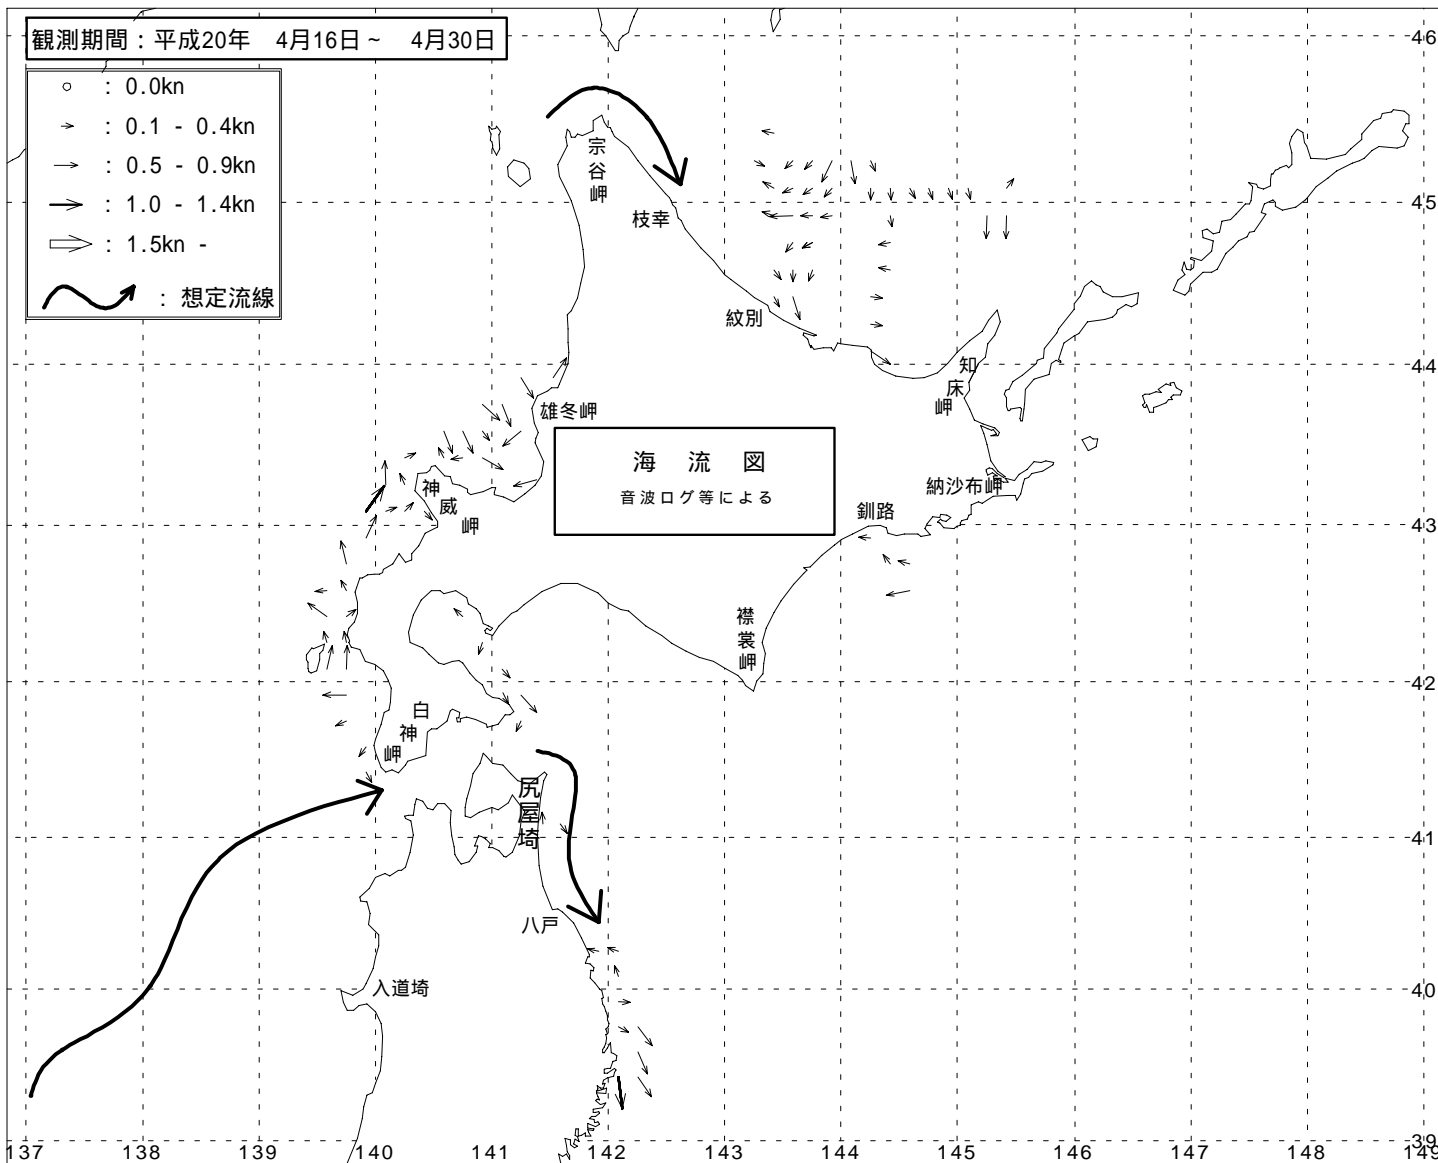 観測期間：平成20年　4月16日～　4月30日
：0.0kn
：0.1 - 0.4kn
：0.5 - 0.9kn
：1.0 - 1.4kn
：1.5kn -
：想定流線
宗谷岬
枝幸
紋別
知床岬
雄冬岬
海　流　図
音波ログ等による
納沙布岬
神威岬
釧路
襟裳岬
白神岬
尻屋埼
八戸
入道埼
46
45
44
43
42
41
40
39
137 138 139 140 141 142 143 144 145 146 147 148 149